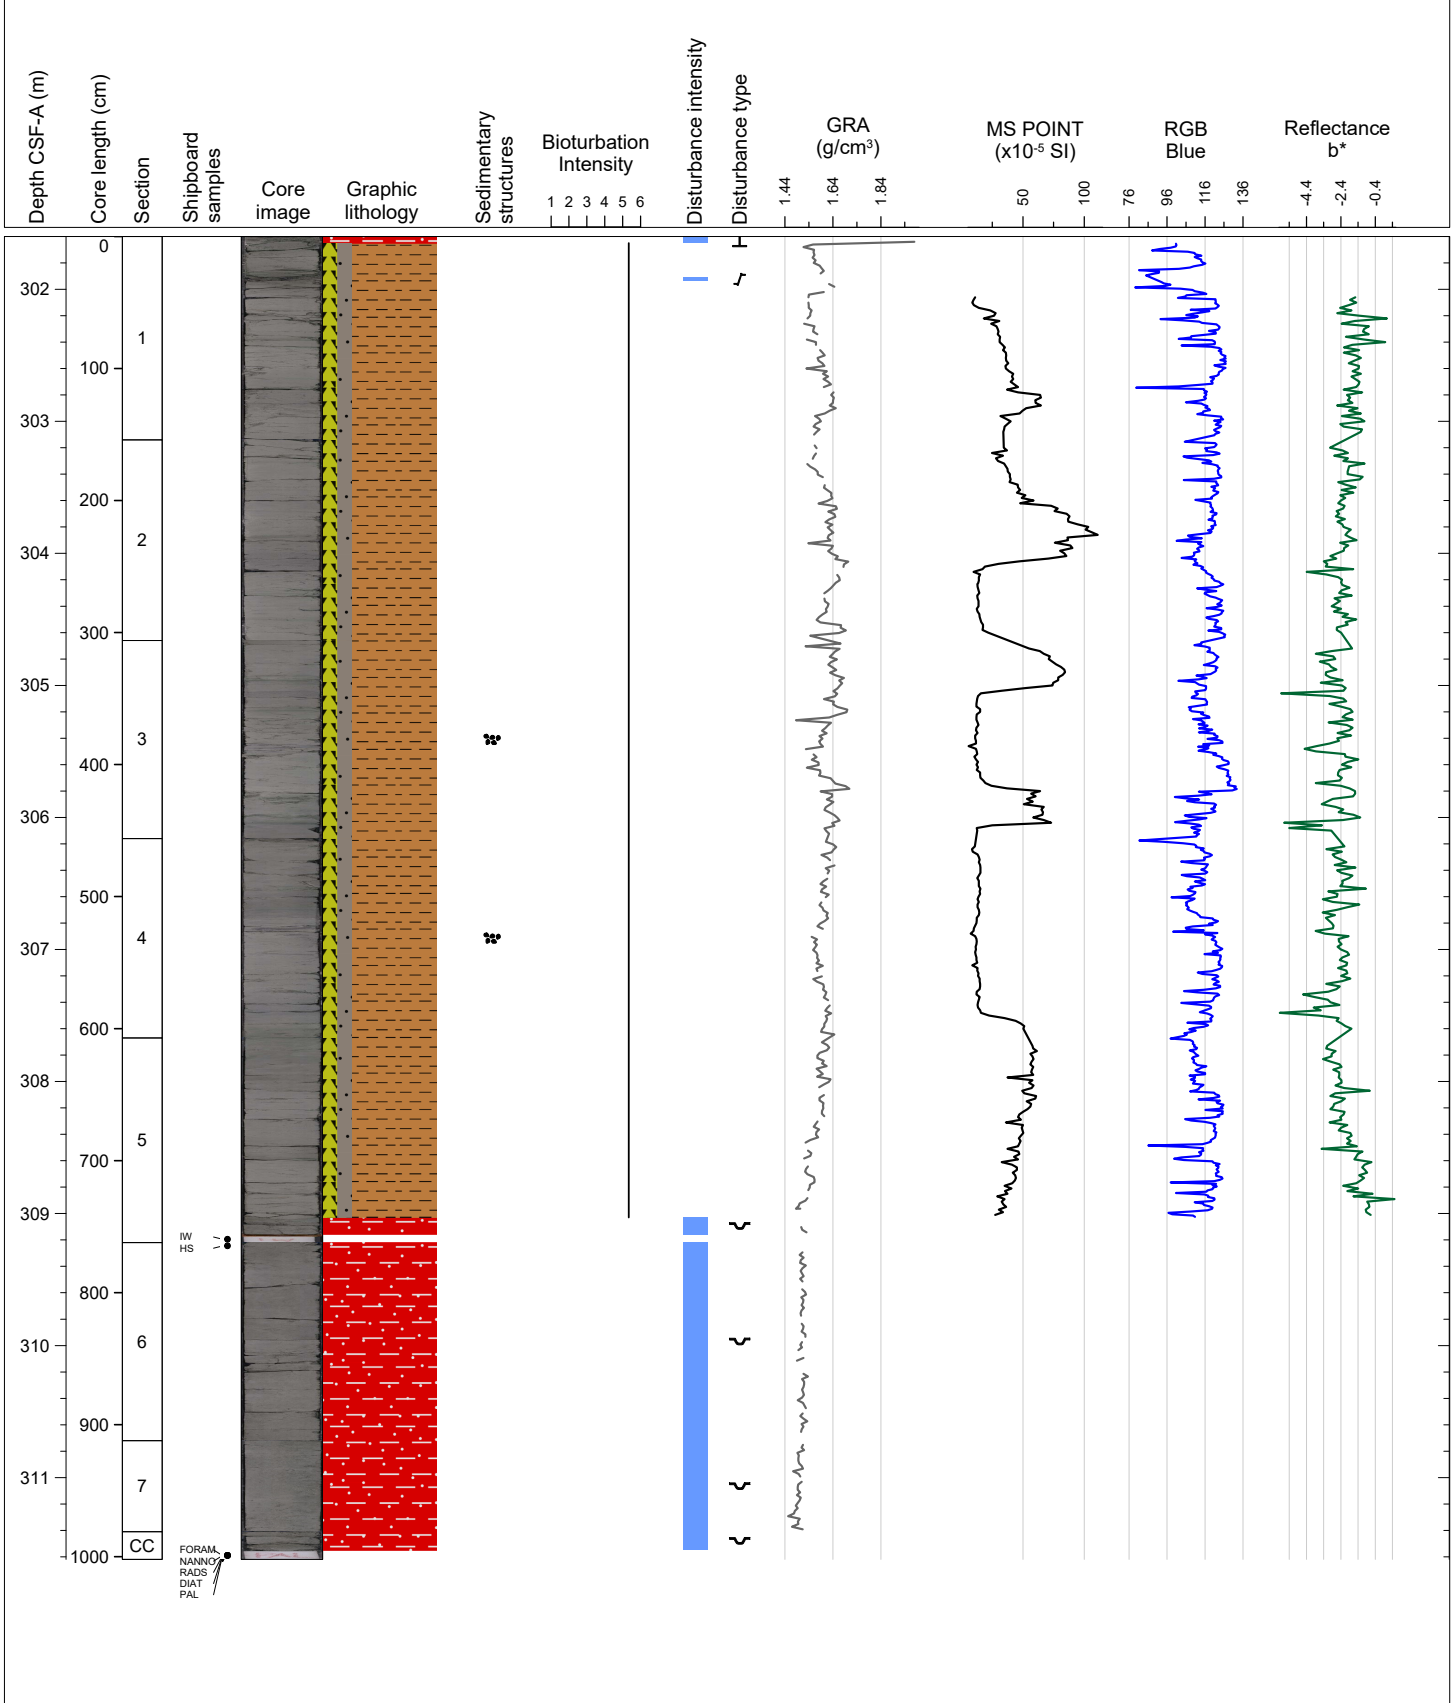 Depth CSF-A (m)
Core length (cm)
Section
Shipboard
samples
Core
image
Graphic
lithology
Sedimentary
structures
Bioturbation
Intensity
1 2 3 4 5 6
Disturbance intensity
Disturbance type
GRA
(g/cm³)
1.44 1.64 1.84
MS POINT
(x10⁻⁵ SI)
50 100
RGB
Blue
76 96 116 136
Reflectance
b*
-4.4 -2.4 -0.4
0
302
1
100
303
200
2
304
300
305
3
400
306
500
4
307
600
308
5
700
309
IW
HS
800
6
310
900
311
7
CC
1000
FORAM
NANNO
RADS
DIAT
PAL